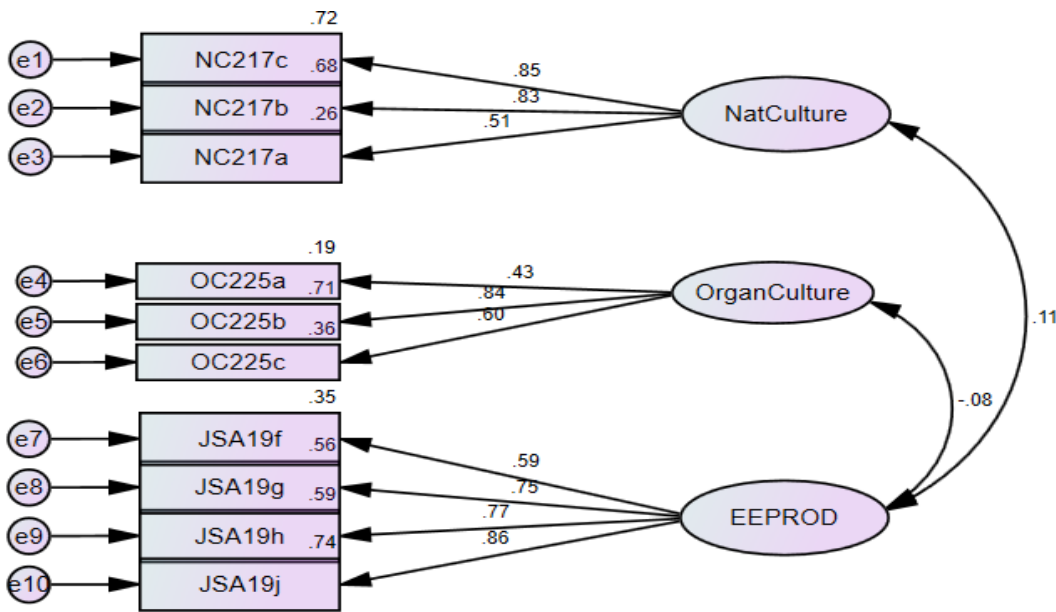 .72
e1 NC217c .85
.68
e2 NC217b .83 NatCulture
.26
e3 NC217a .51
.19
e4 OC225a .43
.71
e5 OC225b .84 OrganCulture
.36
e6 OC225c .60
.11
-.08
.35
e7 JSA19f .59
.56
e8 JSA19g .75
.59
EEPROD
e9 JSA19h .77
.74
e10 JSA19j .86